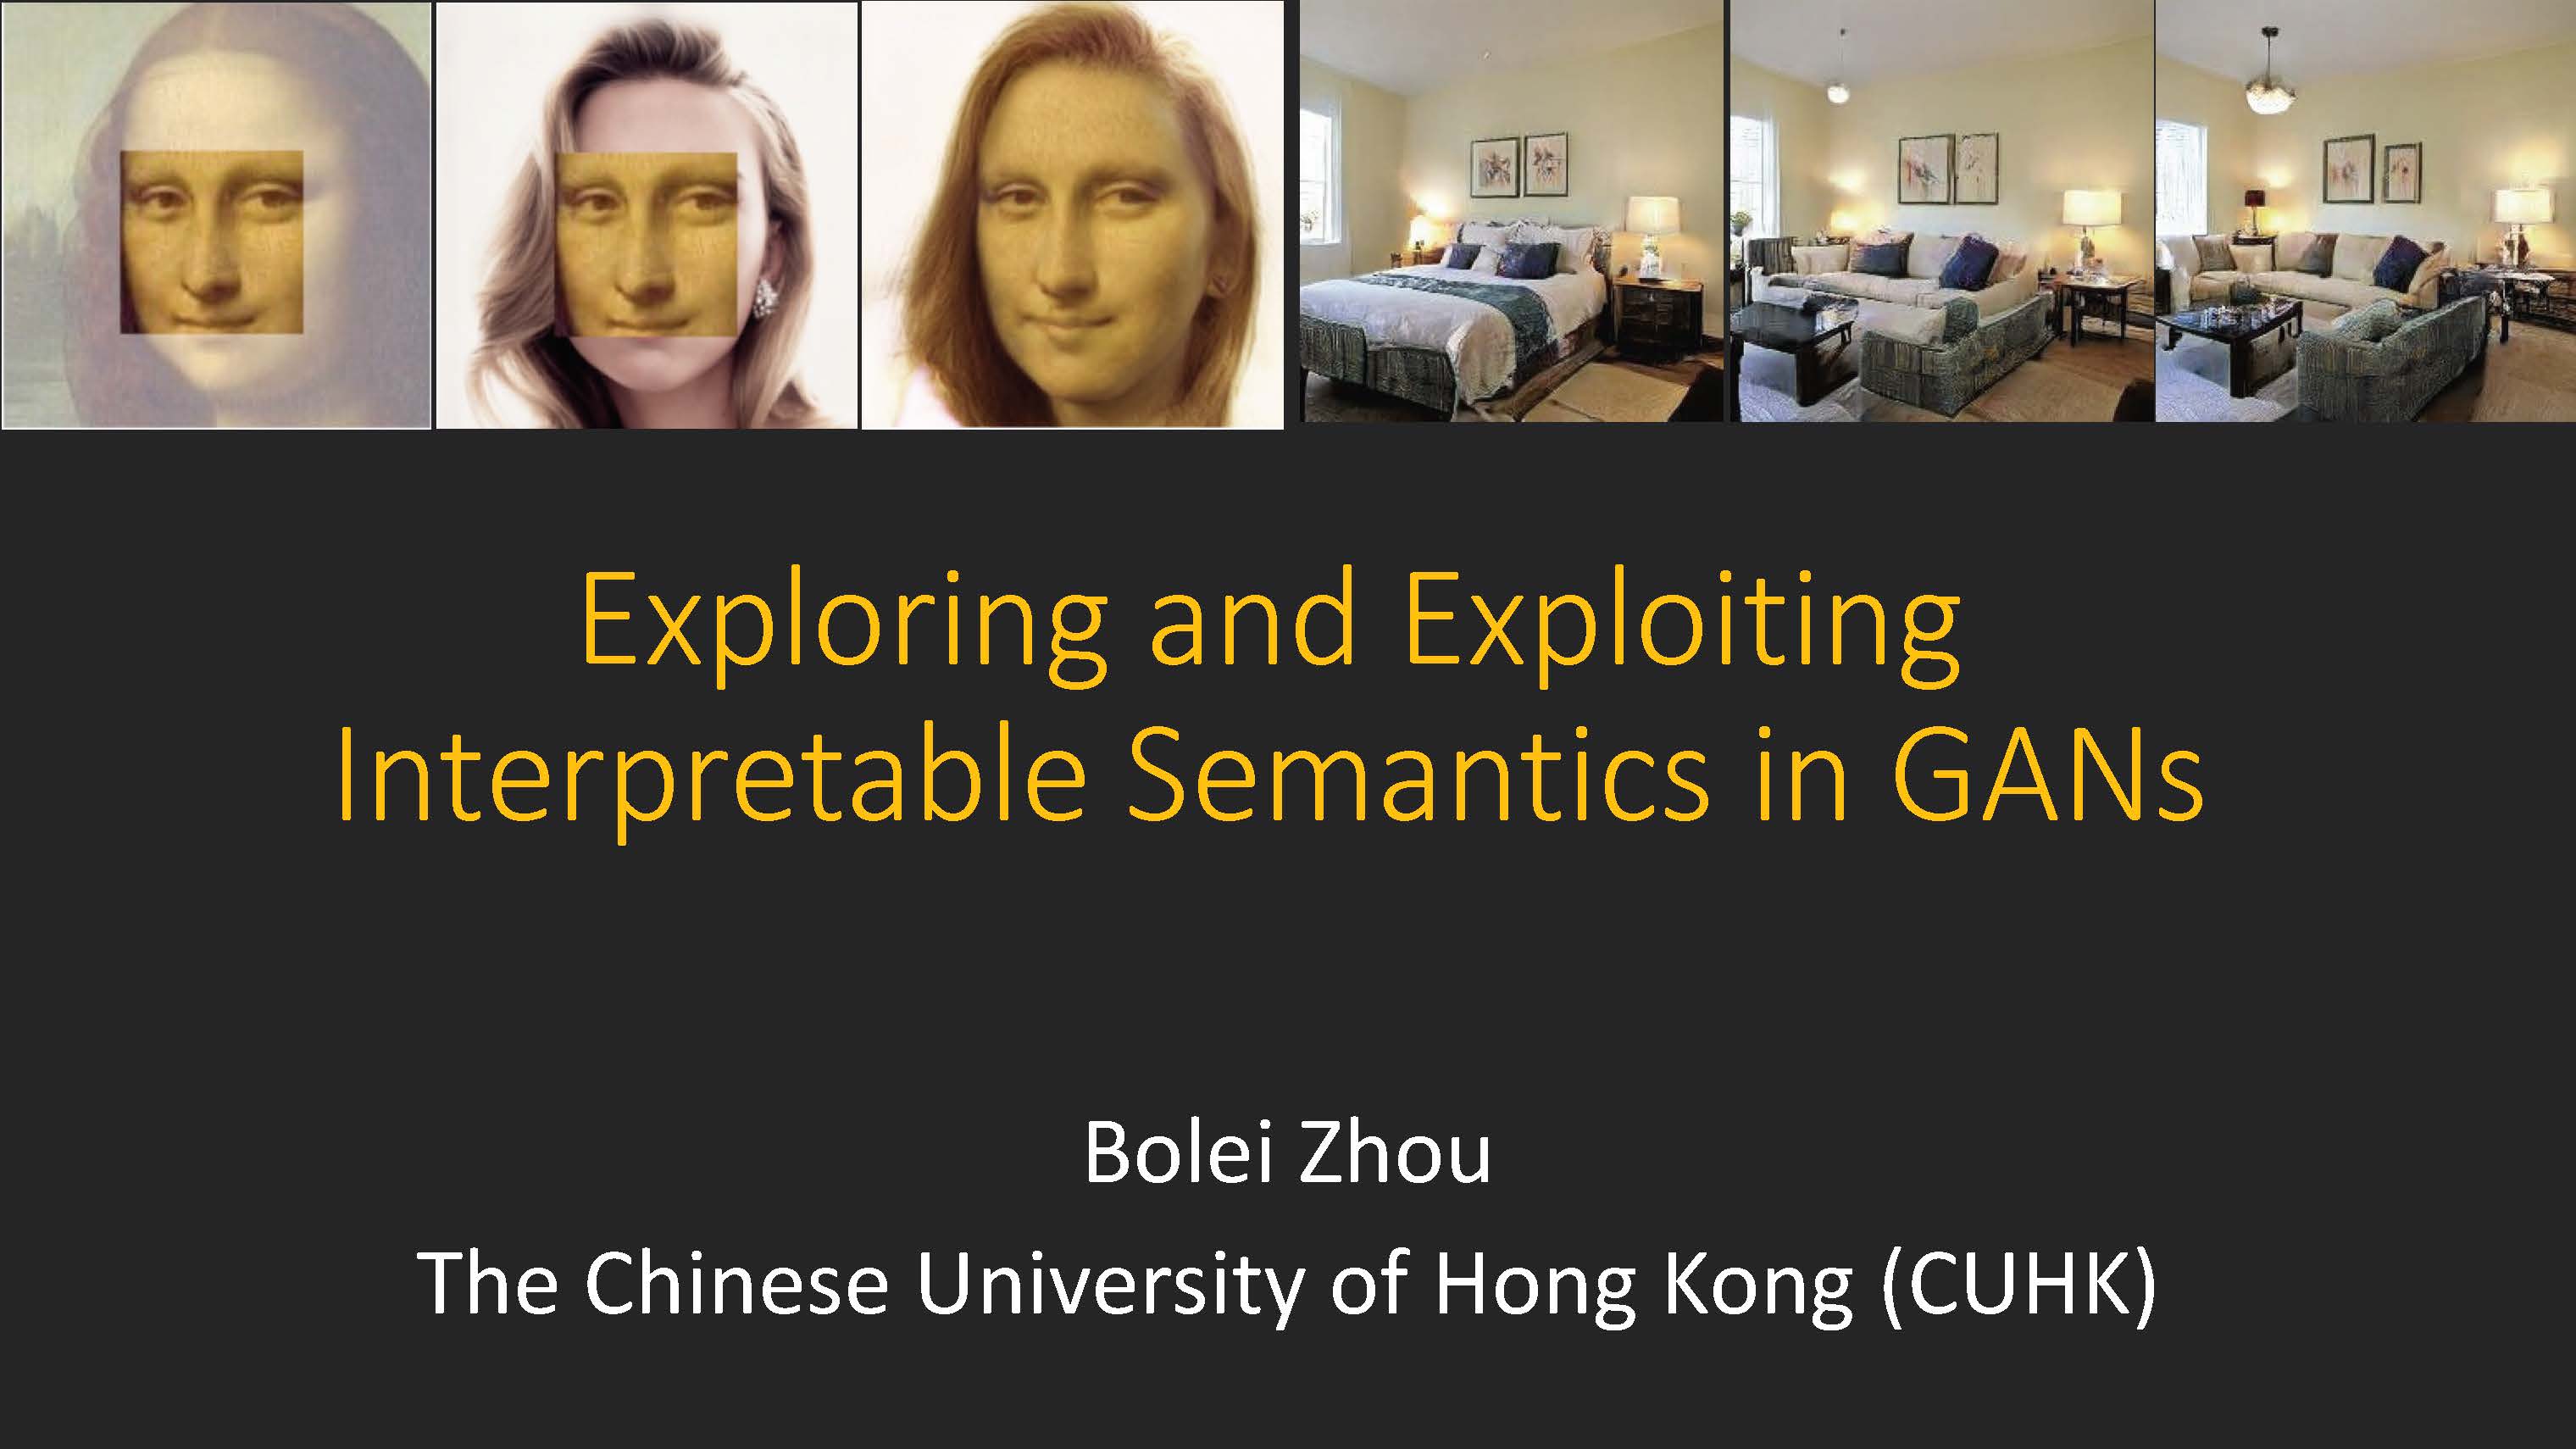 Exploring and Exploiting
Interpretable Semantics in GANs
Bolei Zhou
The Chinese University of Hong Kong (CUHK)